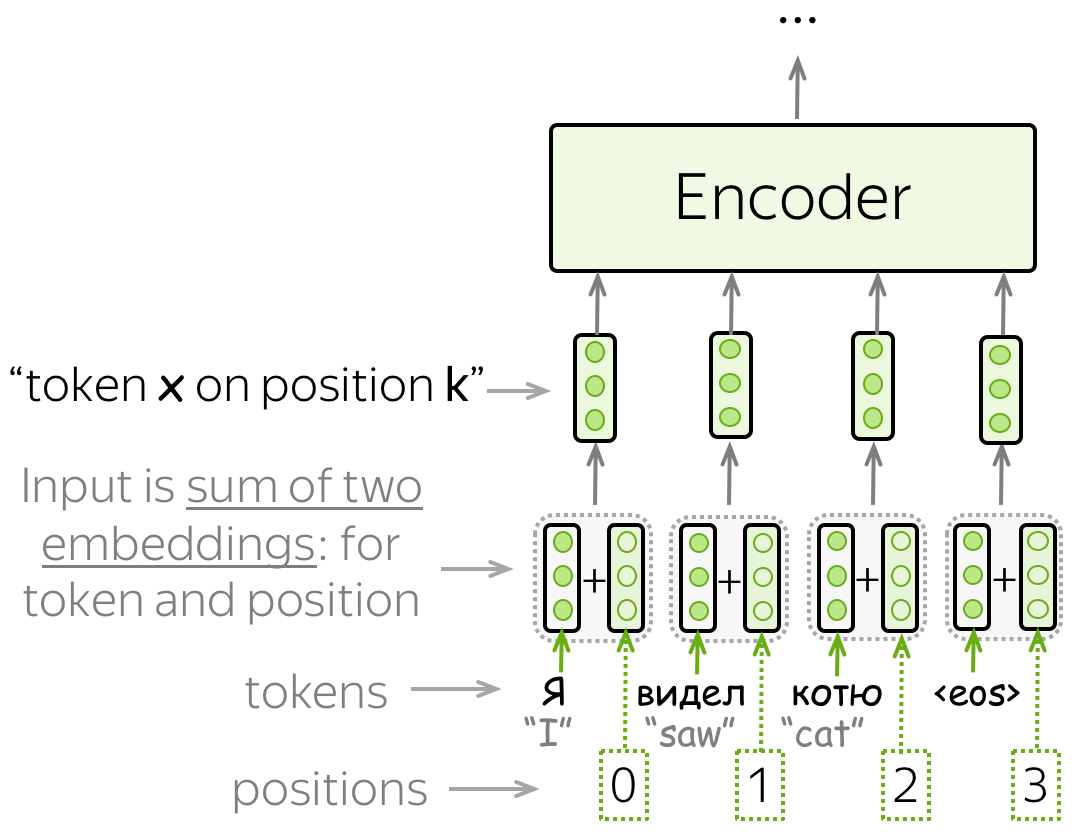 ...
Encoder
“token x on position k”
Input is sum of two
embeddings: for
token and position
+ + + +
tokens Я видел котю <eos>
“I” “saw” “cat”
positions 0 1 2 3